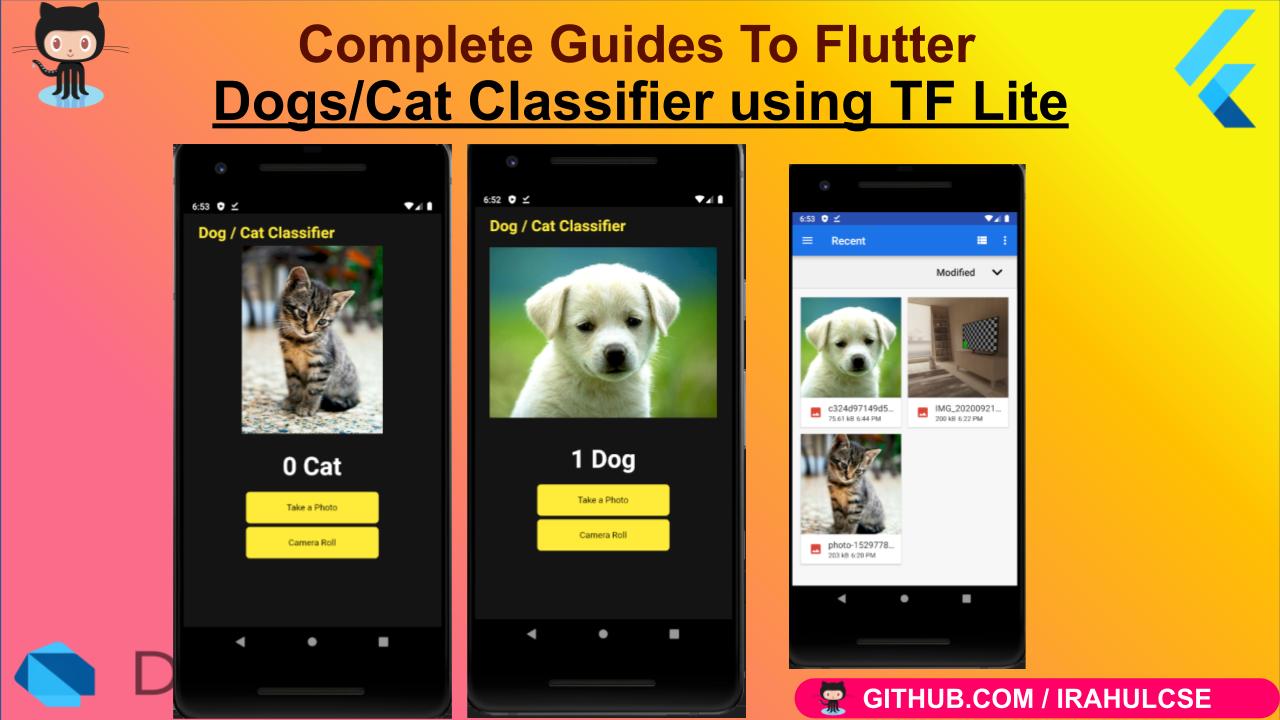 Complete Guides To Flutter
Dogs/Cat Classifier using TF Lite
6:53
Dog / Cat Classifier
0 Cat
Take a Photo
Camera Roll
6:52
Dog / Cat Classifier
1 Dog
Take a Photo
Camera Roll
6:53
Recent
Modified
c324d97149d5...
75.61 kB 6:44 PM
IMG_20200921...
200 kB 6:22 PM
photo-1529778...
203 kB 6:20 PM
D
GITHUB.COM / IRAHULCSE